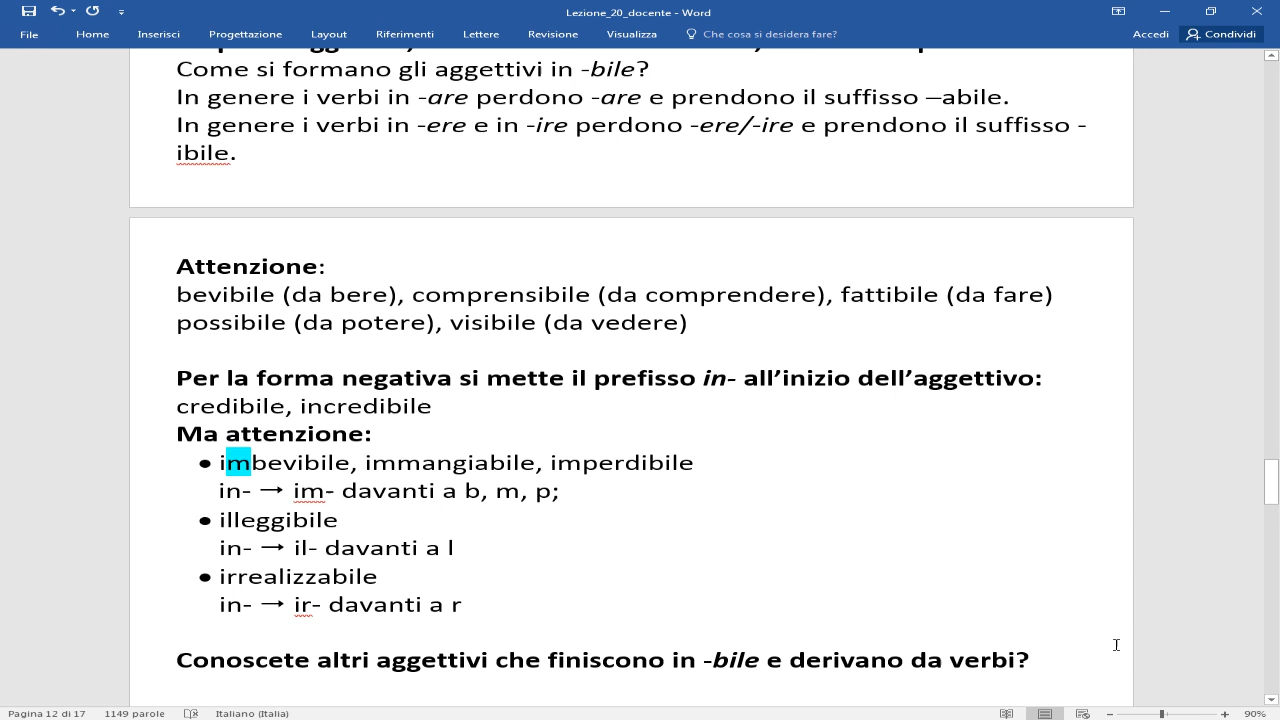 Lezione_20_docente - Word
File Home Inserisci Progettazione Layout Riferimenti Lettere Revisione Visualizza Che cosa si desidera fare? Accedi Condividi
Come si formano gli aggettivi in -bile?
In genere i verbi in -are perdono -are e prendono il suffisso –abile.
In genere i verbi in -ere e in -ire perdono -ere/-ire e prendono il suffisso -
ibile.
Attenzione:
bevibile (da bere), comprensibile (da comprendere), fattibile (da fare)
possibile (da potere), visibile (da vedere)
Per la forma negativa si mette il prefisso in- all’inizio dell’aggettivo:
credibile, incredibile
Ma attenzione:
• imbevibile, immangiabile, imperdibile
in- → im- davanti a b, m, p;
• illeggibile
in- → il- davanti a l
• irrealizzabile
in- → ir- davanti a r
Conoscete altri aggettivi che finiscono in -bile e derivano da verbi?
Pagina 12 di 17 1149 parole Italiano (Italia) 90%